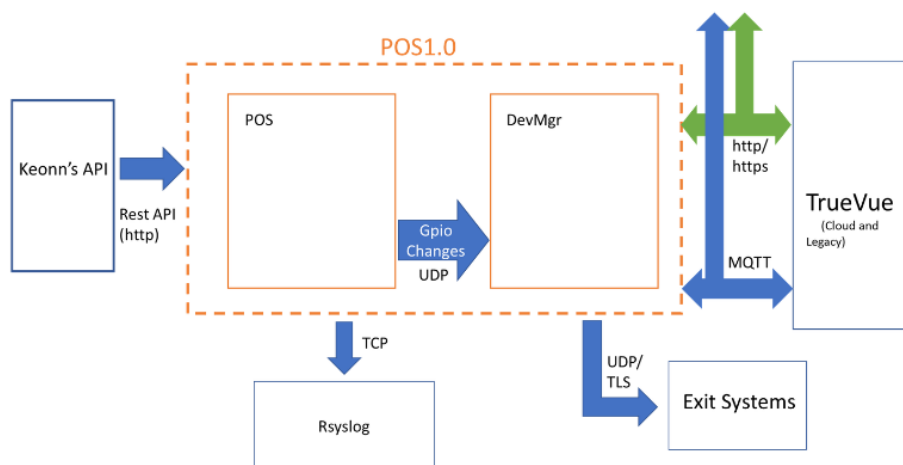 POS1.0
POS
DevMgr
Keonn's API
Rest API
(http)
Gpio
Changes
UDP
http/
https
TrueVue
(Cloud and
Legacy)
MQTT
TCP
UDP/
TLS
Rsyslog
Exit Systems